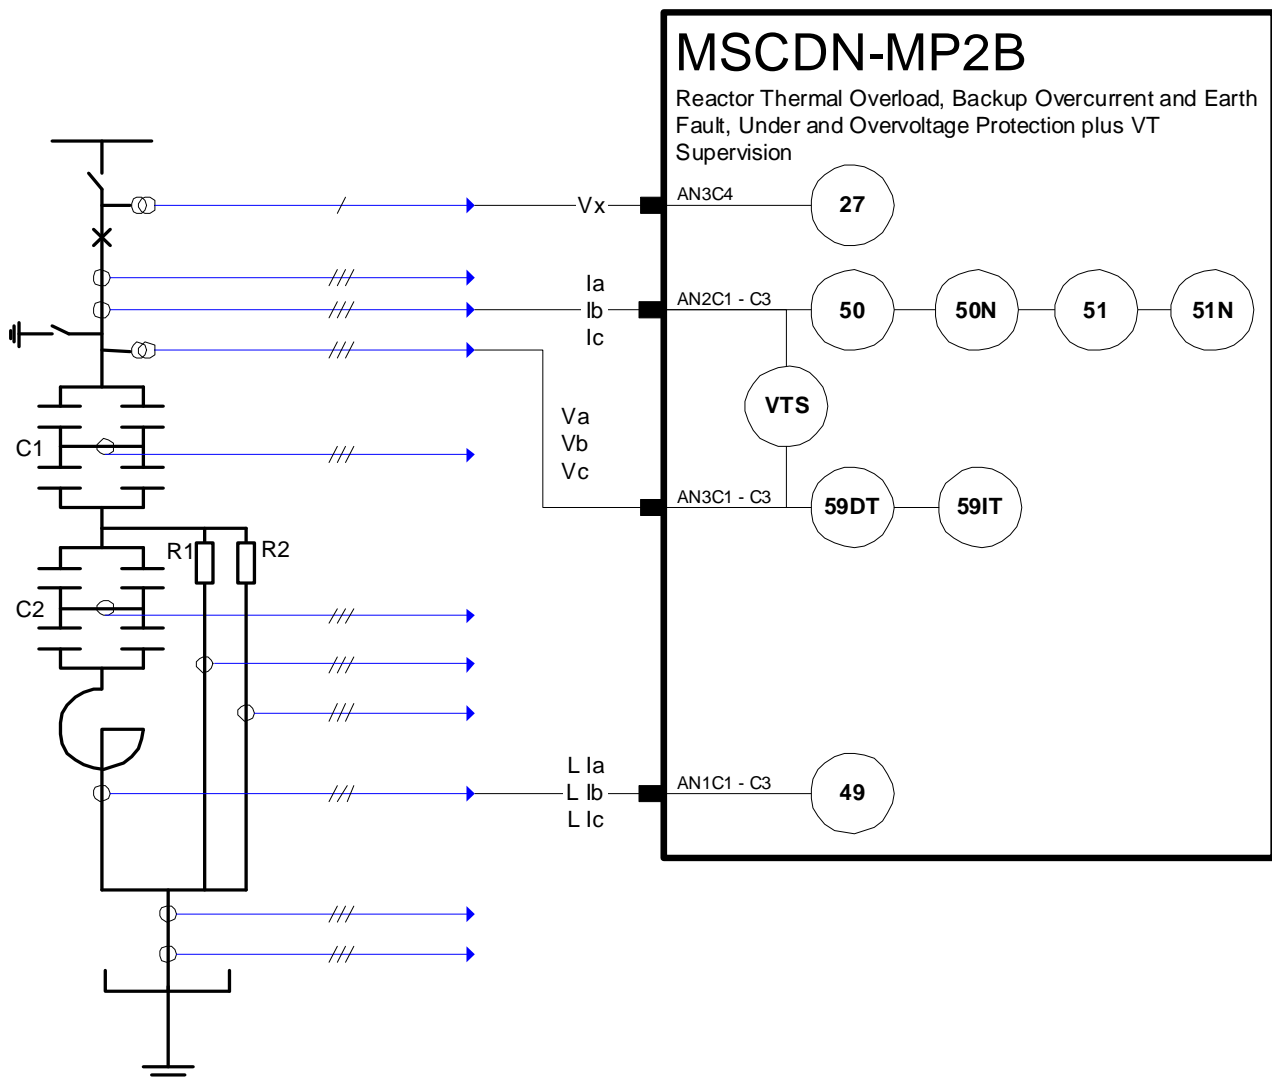 MSCDN-MP2B
Reactor Thermal Overload, Backup Overcurrent and Earth
Fault, Under and Overvoltage Protection plus VT
Supervision
Vx
AN3C4
27
Ia
Ib
Ic
AN2C1 - C3
50
50N
51
51N
VTS
Va
Vb
Vc
AN3C1 - C3
59DT
59IT
C1
R1
R2
C2
L Ia
L Ib
L Ic
AN1C1 - C3
49